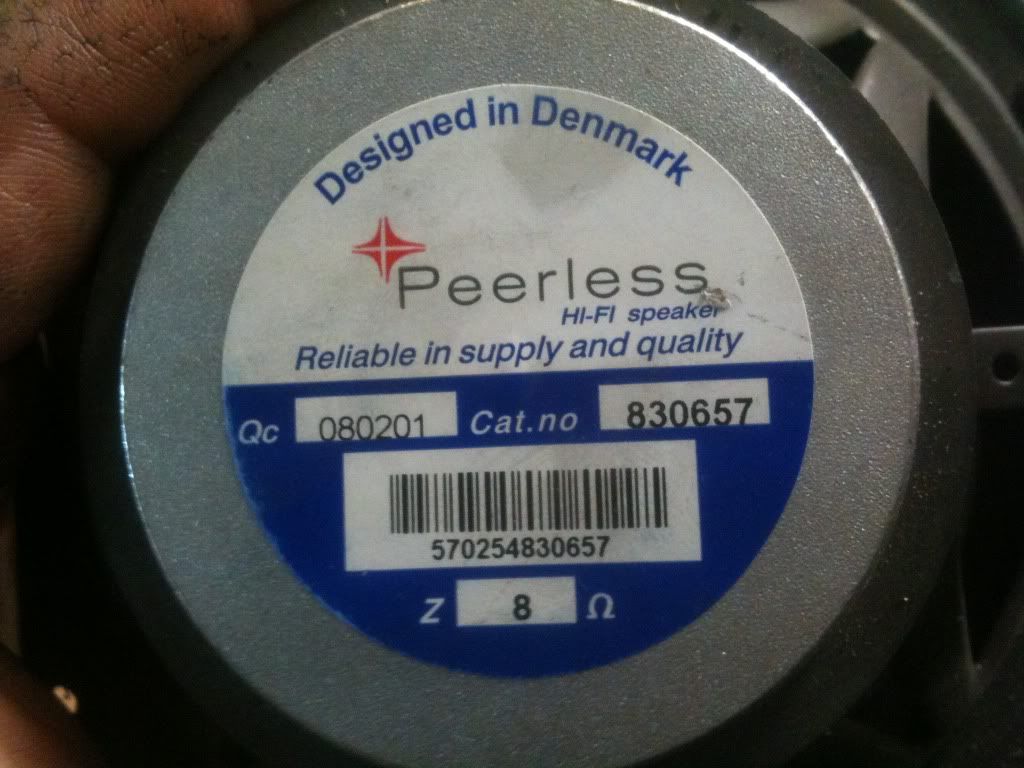 Designed in Denmark
Peerless
HI-FI speaker
Reliable in supply and quality
Qc 080201 Cat.no 830657
570254830657
Z 8 Ω